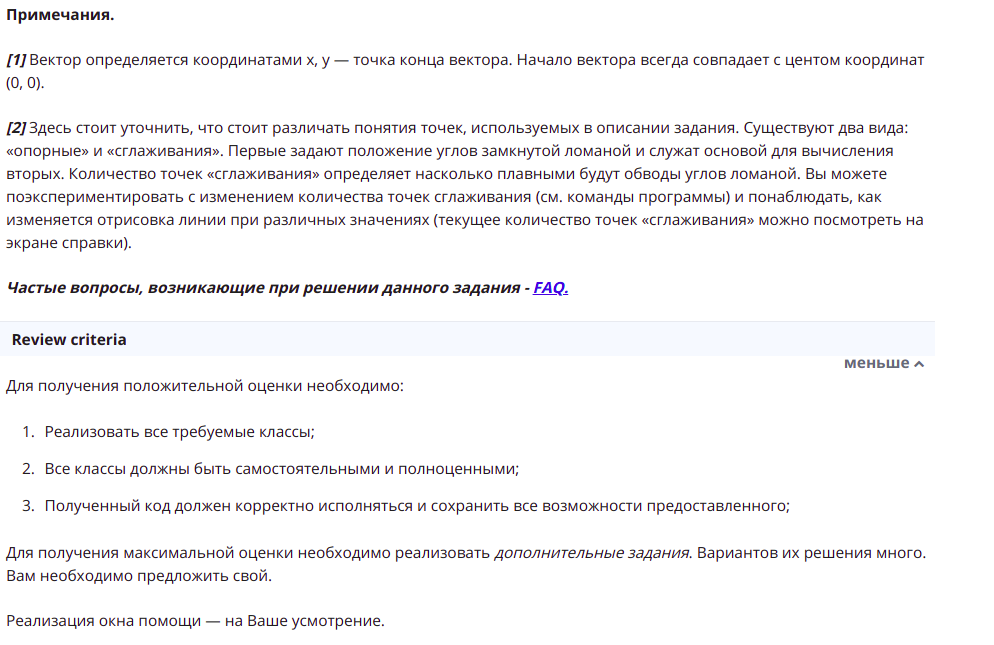 Примечания.
[1] Вектор определяется координатами x, y — точка конца вектора. Начало вектора всегда совпадает с центом координат
(0, 0).
[2] Здесь стоит уточнить, что стоит различать понятия точек, используемых в описании задания. Существуют два вида:
«опорные» и «сглаживания». Первые задают положение углов замкнутой ломаной и служат основой для вычисления
вторых. Количество точек «сглаживания» определяет насколько плавными будут обводы углов ломаной. Вы можете
поэкспериментировать с изменением количества точек сглаживания (см. команды программы) и понаблюдать, как
изменяется отрисовка линии при различных значениях (текущее количество точек «сглаживания» можно посмотреть на
экране справки).
Частые вопросы, возникающие при решении данного задания - FAQ.
Review criteria
меньше
Для получения положительной оценки необходимо:
1. Реализовать все требуемые классы;
2. Все классы должны быть самостоятельными и полноценными;
3. Полученный код должен корректно исполняться и сохранить все возможности предоставленного;
Для получения максимальной оценки необходимо реализовать дополнительные задания. Вариантов их решения много.
Вам необходимо предложить свой.
Реализация окна помощи — на Ваше усмотрение.